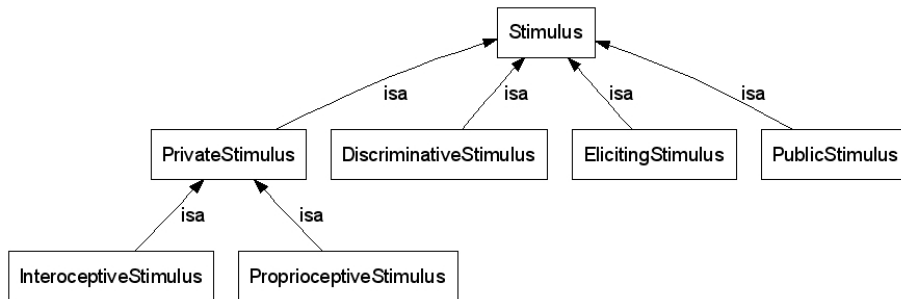 Stimulus
isa
isa
isa
isa
PrivateStimulus
DiscriminativeStimulus
ElicitingStimulus
PublicStimulus
isa
isa
InteroceptiveStimulus
ProprioceptiveStimulus